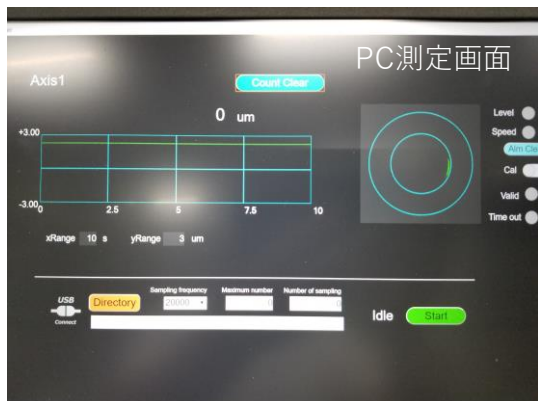 PC測定画面
Axis1
Count Clear
0 um
Level
Speed
Alm Cle
Cal
Valid
Time out
+3.00
-3.00
0 2.5 5 7.5 10
xRange 10 s yRange 3 um
USB
Connect
Directory
Sampling frequency Maximum number Number of sampling
20000 0
Idle
Start